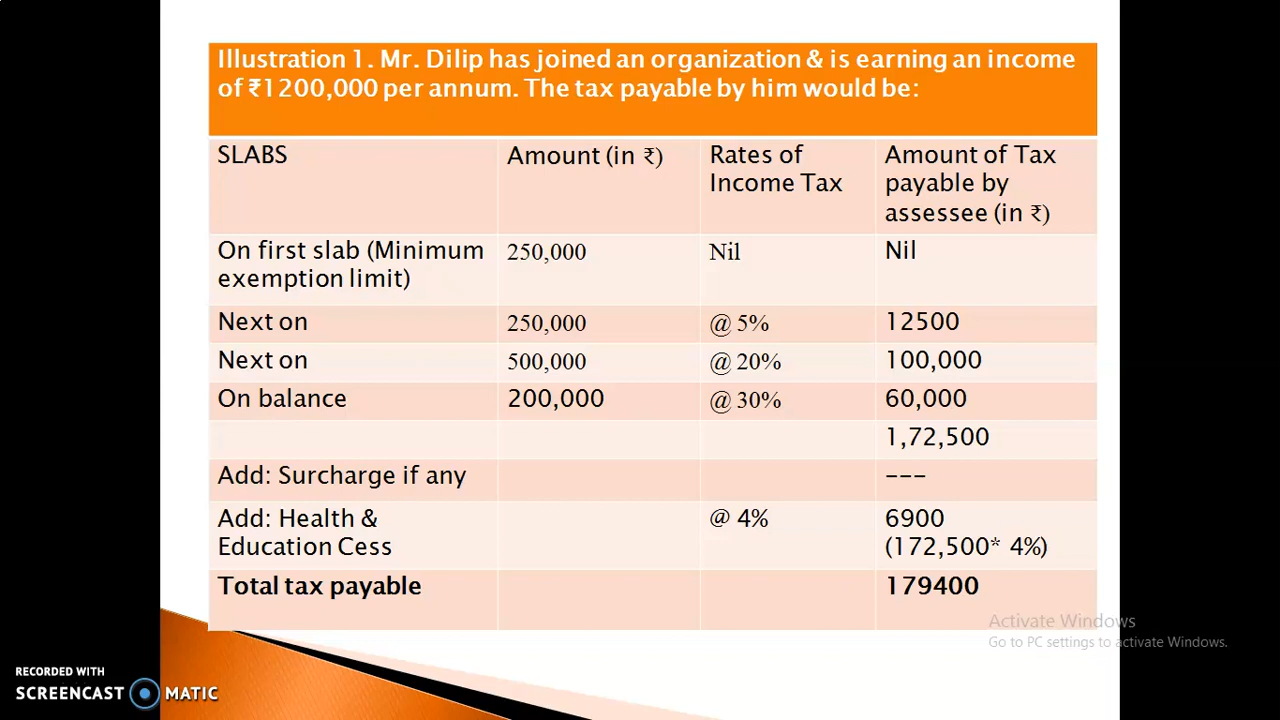 Illustration 1. Mr. Dilip has joined an organization & is earning an income
of ₹1200,000 per annum. The tax payable by him would be:
SLABS
Amount (in ₹)
Rates of
Income Tax
Amount of Tax
payable by
assessee (in ₹)
On first slab (Minimum
exemption limit)
250,000
Nil
Nil
Next on
250,000
@ 5%
12500
Next on
500,000
@ 20%
100,000
On balance
200,000
@ 30%
60,000
1,72,500
Add: Surcharge if any
---
Add: Health &
Education Cess
@ 4%
6900
(172,500* 4%)
Total tax payable
179400
Activate Windows
Go to PC settings to activate Windows.
RECORDED WITH
SCREENCAST MATIC